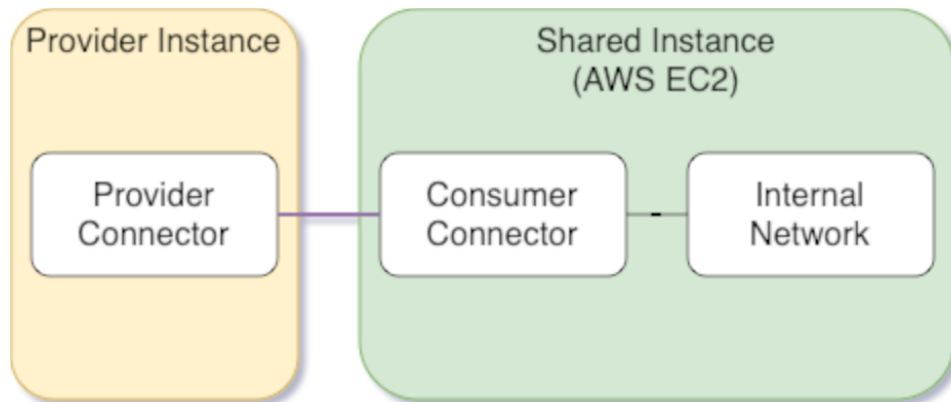 Provider Instance
Shared Instance
(AWS EC2)
Provider
Connector
Consumer
Connector
Internal
Network